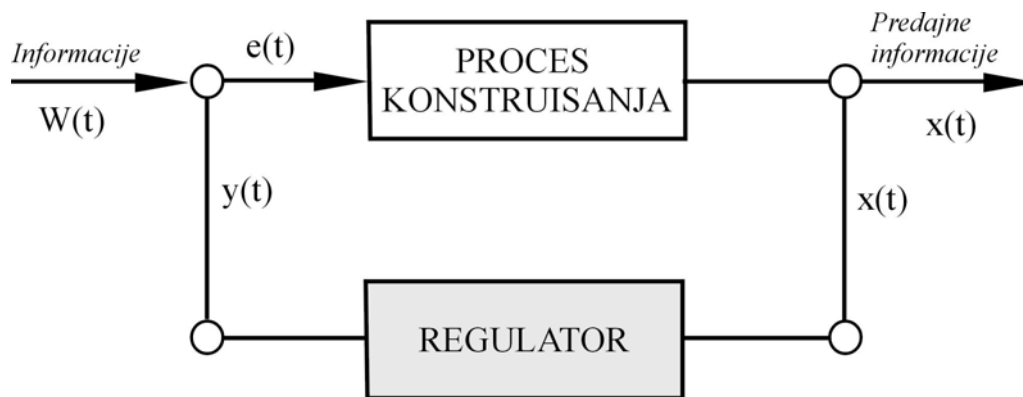 Informacije
W(t)
e(t)
PROCES
KONSTRUISANJA
Predajne
informacije
x(t)
y(t)
x(t)
REGULATOR